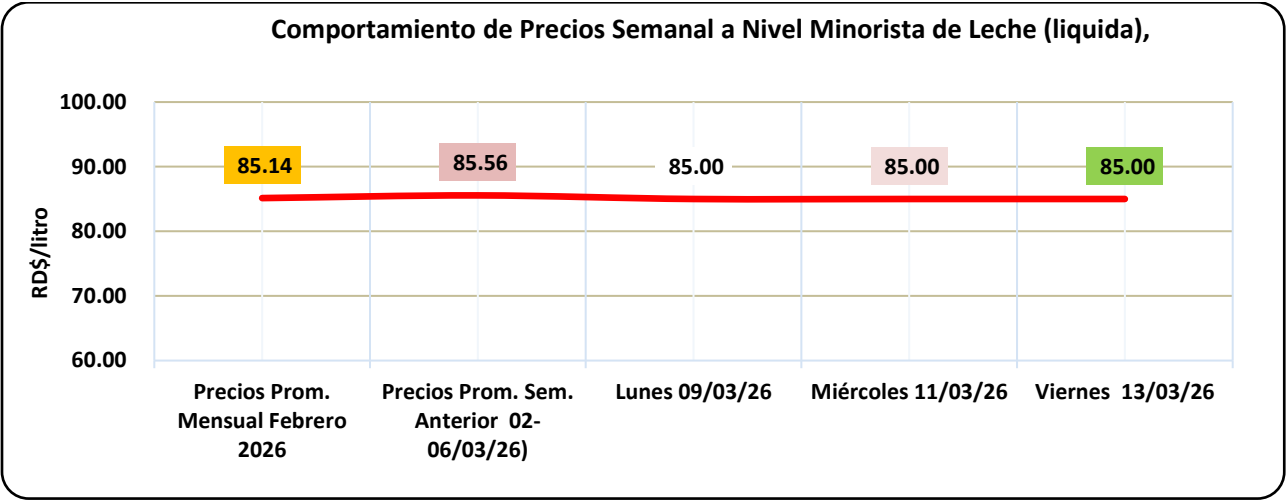 Comportamiento de Precios Semanal a Nivel Minorista de Leche (liquida),
RD$/litro
100.00
90.00
80.00
70.00
60.00
85.14
85.56
85.00
85.00
85.00
Precios Prom.
Mensual Febrero
2026
Precios Prom. Sem.
Anterior 02-
06/03/26)
Lunes 09/03/26
Miércoles 11/03/26
Viernes 13/03/26